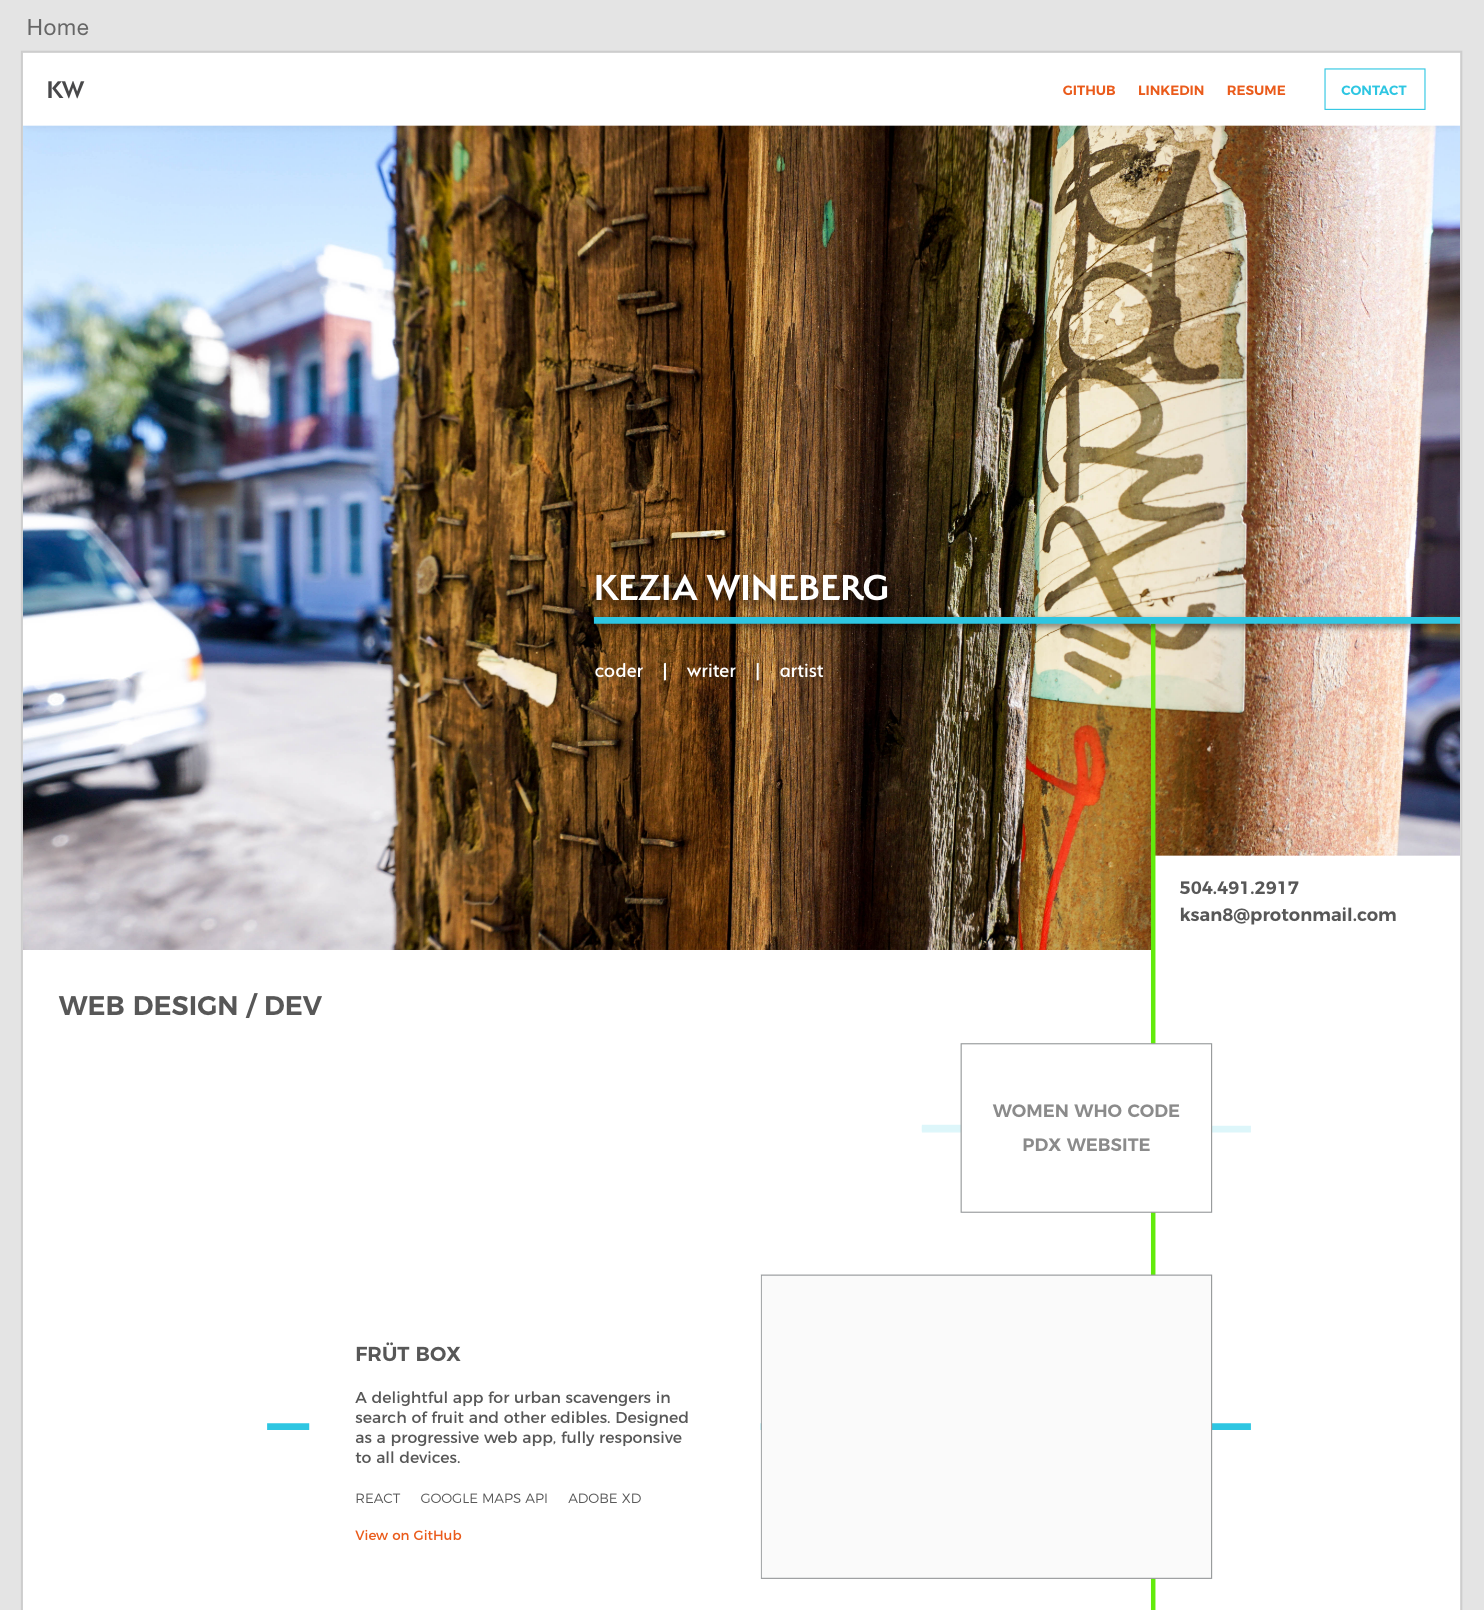 Home
KW
GITHUB LINKEDIN RESUME CONTACT
KEZIA WINEBERG
coder | writer | artist
504.491.2917
ksan8@protonmail.com
WEB DESIGN / DEV
WOMEN WHO CODE
PDX WEBSITE
FRÜT BOX
A delightful app for urban scavengers in
search of fruit and other edibles. Designed
as a progressive web app, fully responsive
to all devices.
REACT GOOGLE MAPS API ADOBE XD
View on GitHub